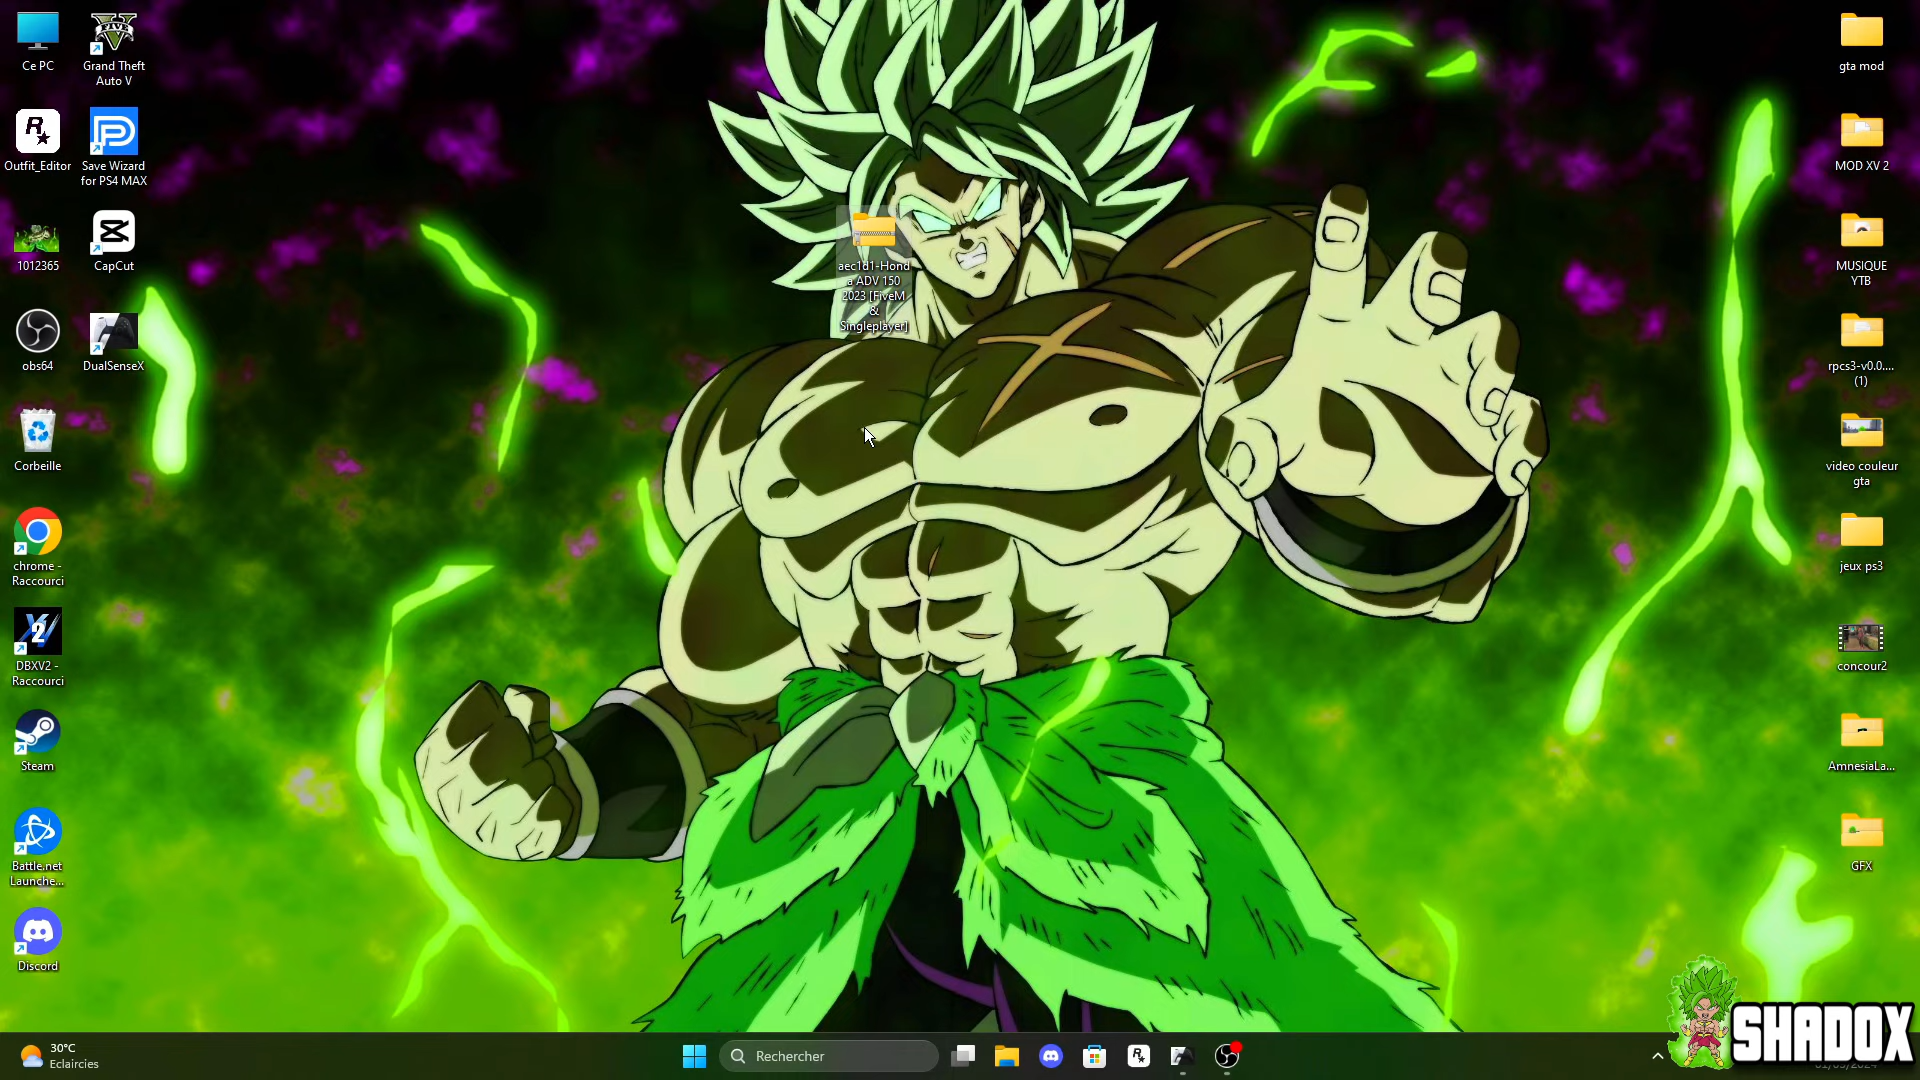 Ce PC
Grand Theft
Auto V
Outfit_Editor
Save Wizard
for PS4 MAX
1012365
CapCut
obs64
DualSenseX
Corbeille
chrome -
Raccourci
DBXV2 -
Raccourci
Steam
Battle.net
Launche...
Discord
aec1d1-Hond
a ADV 150
2023 [FiveM
&
Singleplayer]
gta mod
MOD XV 2
MUSIQUE
YTB
rpcs3-v0.0....
(1)
video couleur
gta
jeux ps3
concour2
AmnesiaLa...
GFX
30°C
Eclaircies
Rechercher
SHADOX